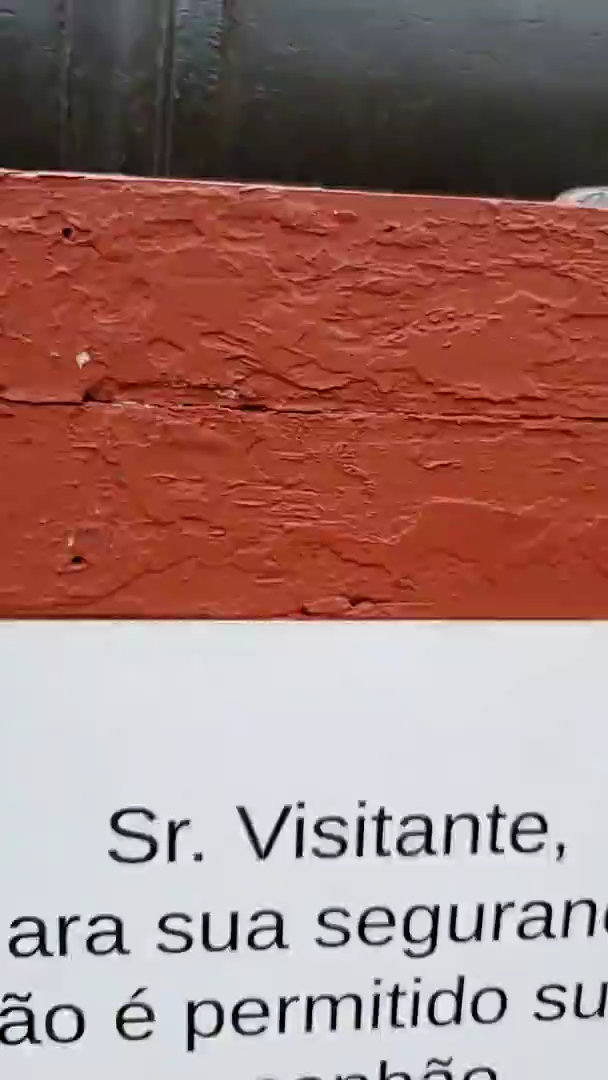 Sr. Visitante,
ara sua seguran
ão é permitido su